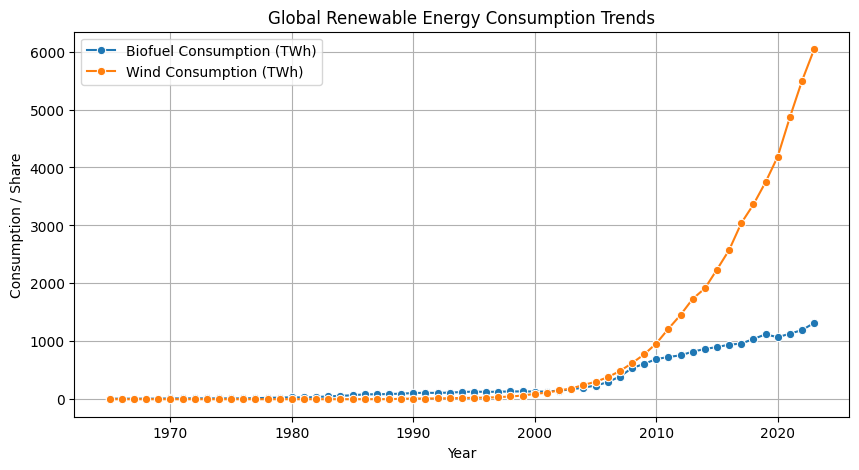 Global Renewable Energy Consumption Trends
Biofuel Consumption (TWh)
Wind Consumption (TWh)
Consumption / Share
6000
5000
4000
3000
2000
1000
0
1970 1980 1990 2000 2010 2020
Year